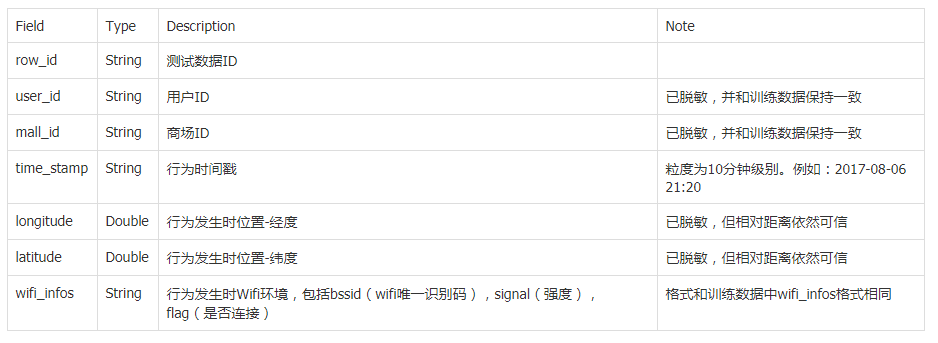 Field Type Description Note
row_id String 测试数据ID
user_id String 用户ID 已脱敏，并和训练数据保持一致
mall_id String 商场ID 已脱敏，并和训练数据保持一致
time_stamp String 行为时间戳 粒度为10分钟级别。例如：2017-08-06
21:20
longitude Double 行为发生时位置-经度 已脱敏，但相对距离依然可信
latitude Double 行为发生时位置-纬度 已脱敏，但相对距离依然可信
wifi_infos String 行为发生时Wifi环境，包括bssid（wifi唯一识别码），signal（强度）， 格式和训练数据中wifi_infos格式相同
flag（是否连接）